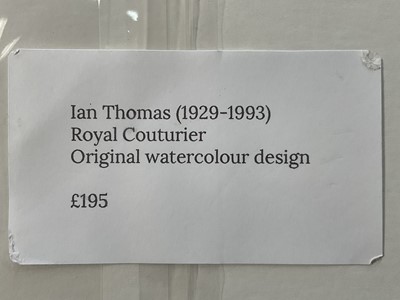 Ian Thomas (1929-1993)
Royal Couturier
Original watercolour design
£195